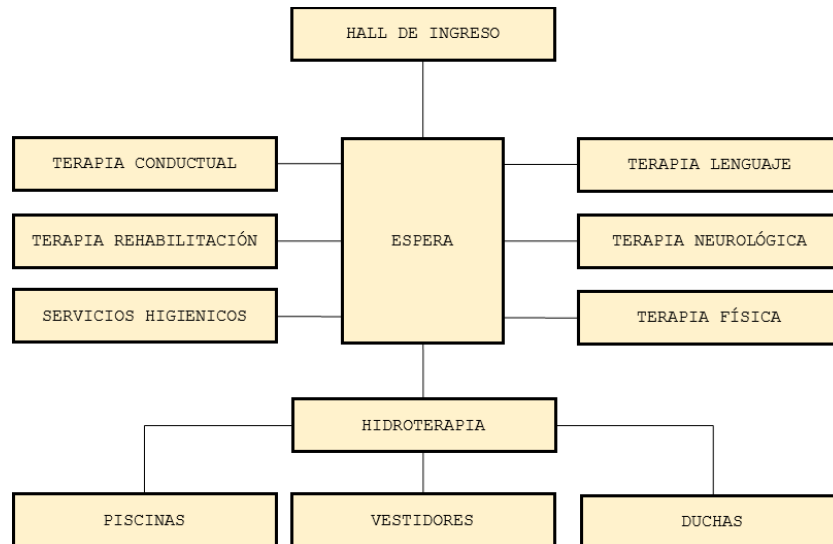 HALL DE INGRESO
TERAPIA CONDUCTUAL
TERAPIA LENGUAJE
TERAPIA REHABILITACIÓN
ESPERA
TERAPIA NEUROLÓGICA
SERVICIOS HIGIENICOS
TERAPIA FÍSICA
HIDROTERAPIA
PISCINAS
VESTIDORES
DUCHAS